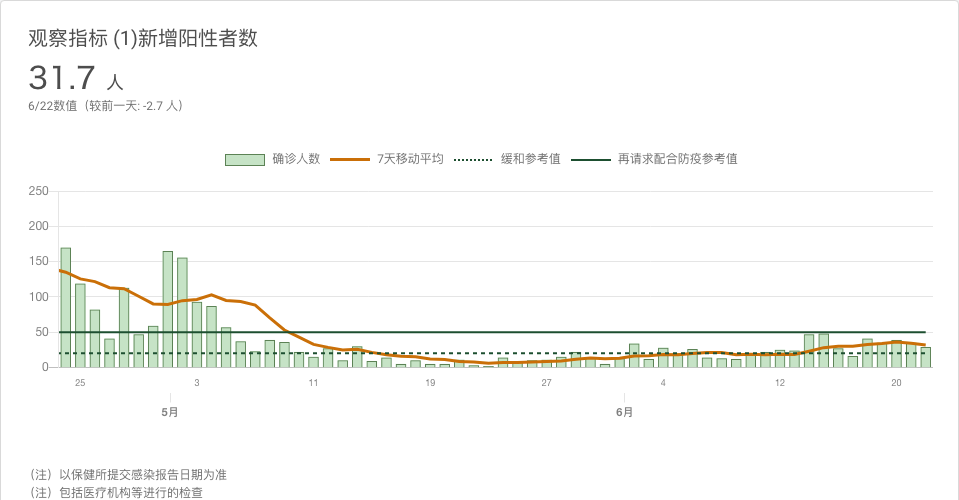 观察指标 (1)新增阳性者数
31.7 人
6/22数值（较前一天: -2.7 人）
确诊人数 7天移动平均 缓和参考值 再请求配合防疫参考值
250
200
150
100
50
0
25 3 11 19 27 4 12 20
5月 6月
（注）以保健所提交感染报告日期为准
（注）包括医疗机构等进行的检查